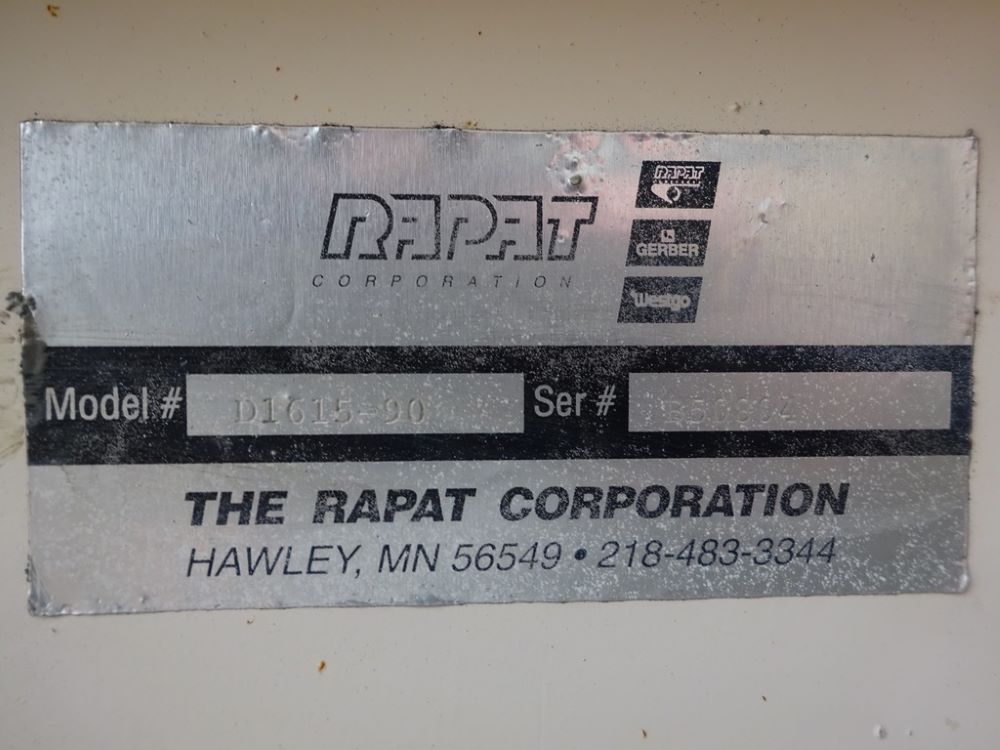 RAPAT
CORPORATION
RAPAT
GERBER
Westgo
Model # D1615-90 Ser #
THE RAPAT CORPORATION
HAWLEY, MN 56549 • 218-483-3344